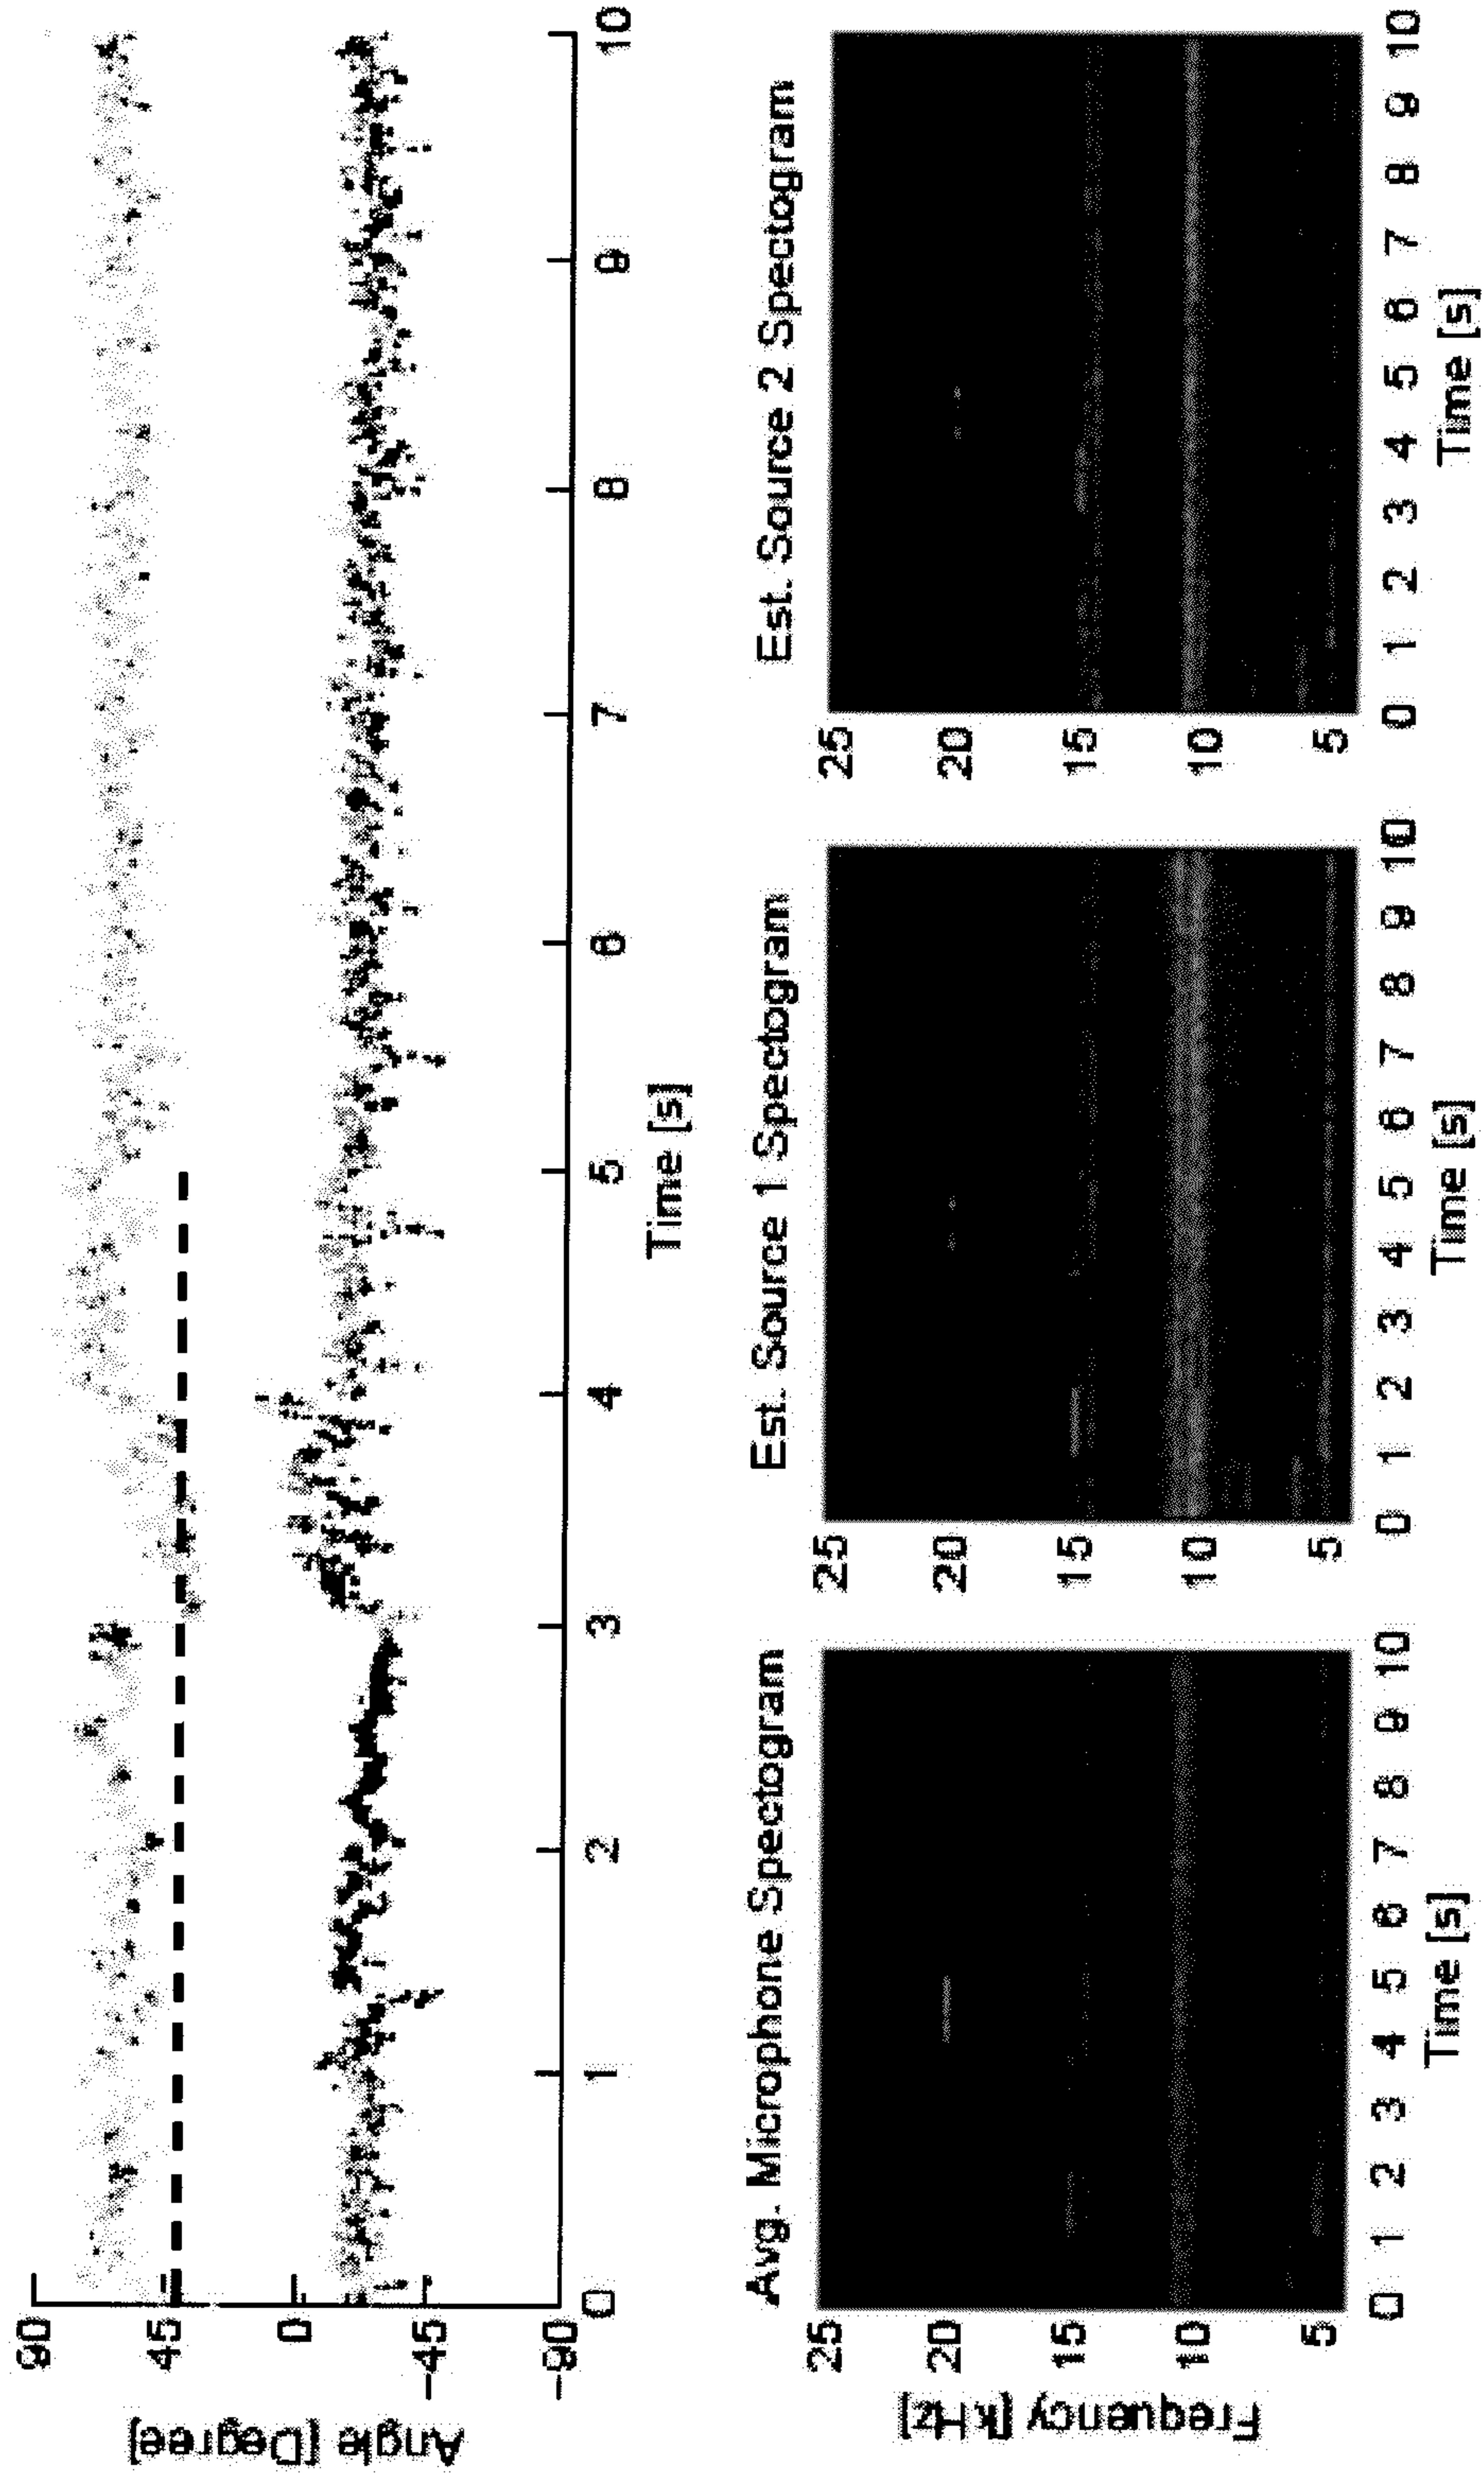 Angle [Degree]
90
45
0
-45
-90
0 1 2 3 4 5 6 7 8 9 10
Time [s]
Avg. Microphone Spectogram
Est. Source 1 Spectogram
Est. Source 2 Spectogram
Frequency [kHz]
25 25 25
20 20 20
15 15 15
10 10 10
5 5 5
0 1 2 3 4 5 6 7 8 9 10 0 1 2 3 4 5 6 7 8 9 10 0 1 2 3 4 5 6 7 8 9 10
Time [s] Time [s] Time [s]